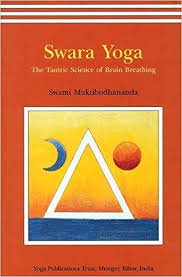 Swara Yoga
The Tantric Science of Brain Breathing
Swami Muktibodhananda
Yoga Publications Trust, Munger, Bihar, India